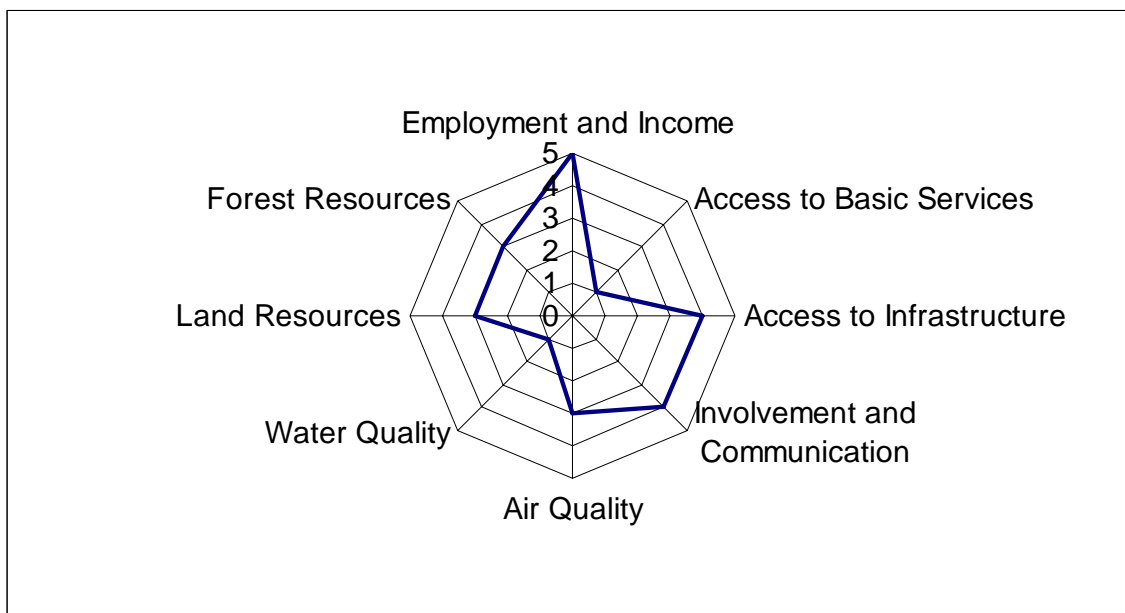 Employment and Income
5
Forest Resources
4
Access to Basic Services
3
2
1
Land Resources
0
Access to Infrastructure
Involvement and
Communication
Water Quality
Air Quality